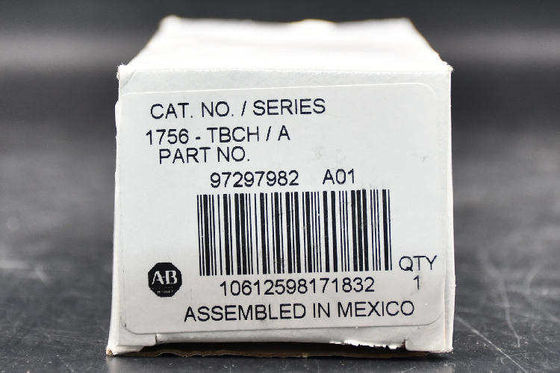 CAT. NO. / SERIES
1756 - TBCH / A
PART NO.
97297982 A01
AB
10612598171832
QTY
1
ASSEMBLED IN MEXICO